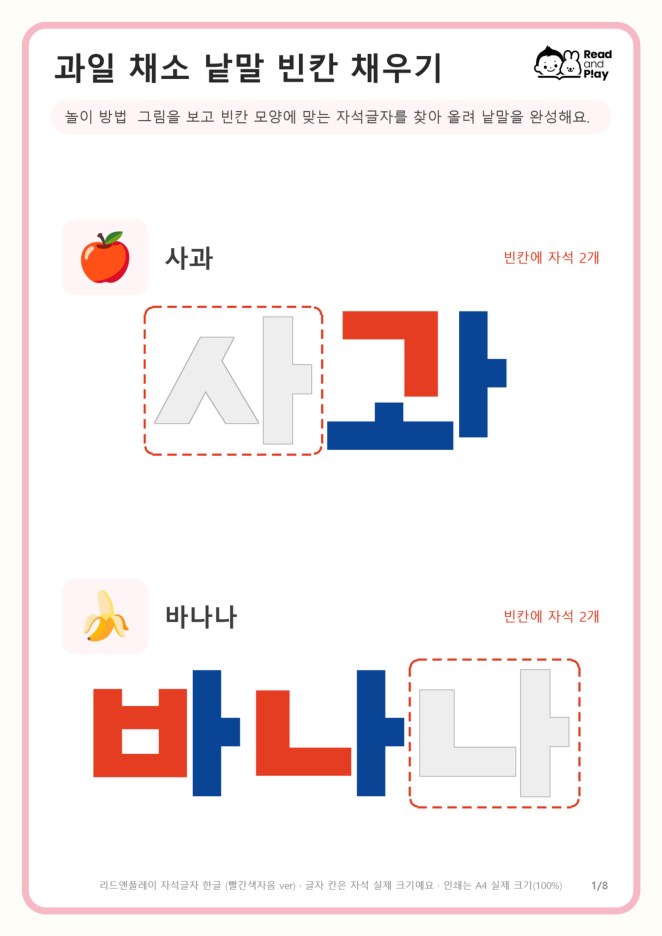 과일 채소 낱말 빈칸 채우기
Read
and
Play
놀이 방법 그림을 보고 빈칸 모양에 맞는 자석글자를 찾아 올려 낱말을 완성해요.
사과
빈칸에 자석 2개
사과
바나나
빈칸에 자석 2개
바나나
리드앤플레이 자석글자 한글 (빨간색자음 ver) · 글자 칸은 자석 실제 크기예요 · 인쇄는 A4 실제 크기(100%)
1/8